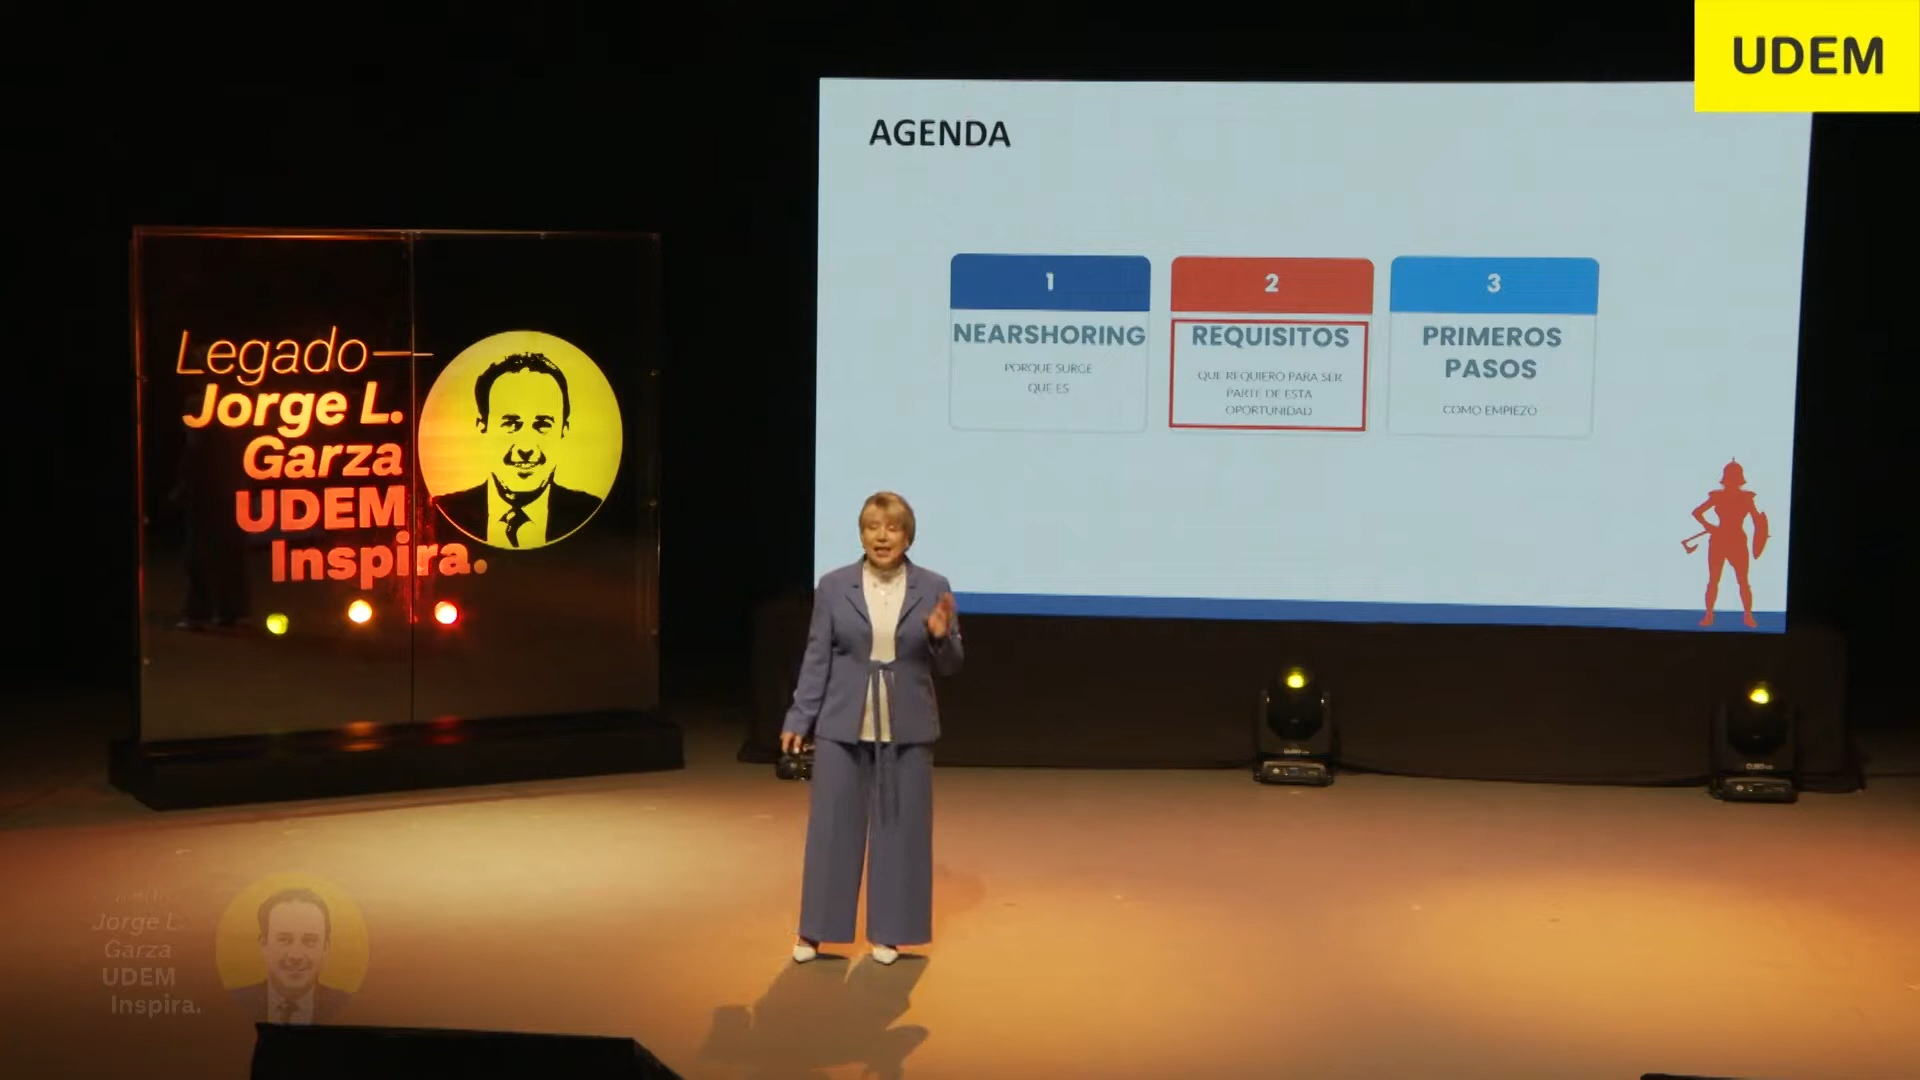 UDEM
AGENDA
1
NEARSHORING
PORQUE SURGE
QUE ES
2
REQUISITOS
QUE REQUIERO PARA SER
PARTE DE ESTA
OPORTUNIDAD
3
PRIMEROS
PASOS
COMO EMPIEZO
Legado—
Jorge L.
Garza
UDEM
Inspira.
Jorge L.
Garza
UDEM
Inspira.